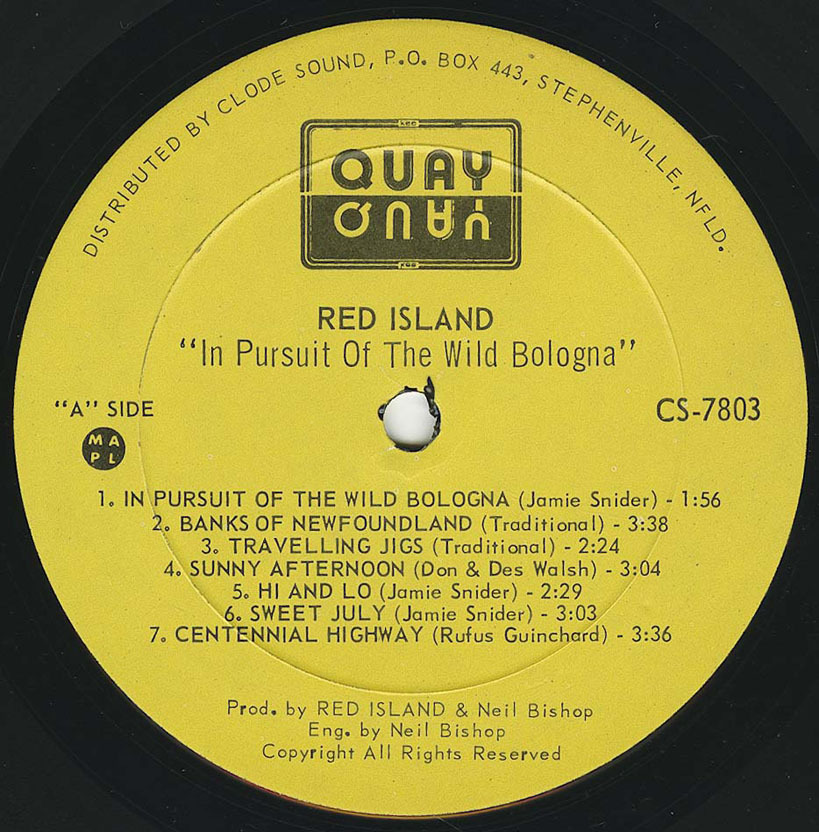 DISTRIBUTED BY CLODE SOUND, P.O. BOX 443, STEPHENVILLE, NFLD.
QUAY
QUAY
RED ISLAND
“In Pursuit Of The Wild Bologna”
“A” SIDE
CS-7803
M A
P L
1. IN PURSUIT OF THE WILD BOLOGNA (Jamie Snider) - 1:56
2. BANKS OF NEWFOUNDLAND (Traditional) - 3:38
3. TRAVELLING JIGS (Traditional) - 2:24
4. SUNNY AFTERNOON (Don & Des Walsh) - 3:04
5. HI AND LO (Jamie Snider) - 2:29
6. SWEET JULY (Jamie Snider) - 3:03
7. CENTENNIAL HIGHWAY (Rufus Guinchard) - 3:36
Prod. by RED ISLAND & Neil Bishop
Eng. by Neil Bishop
Copyright All Rights Reserved